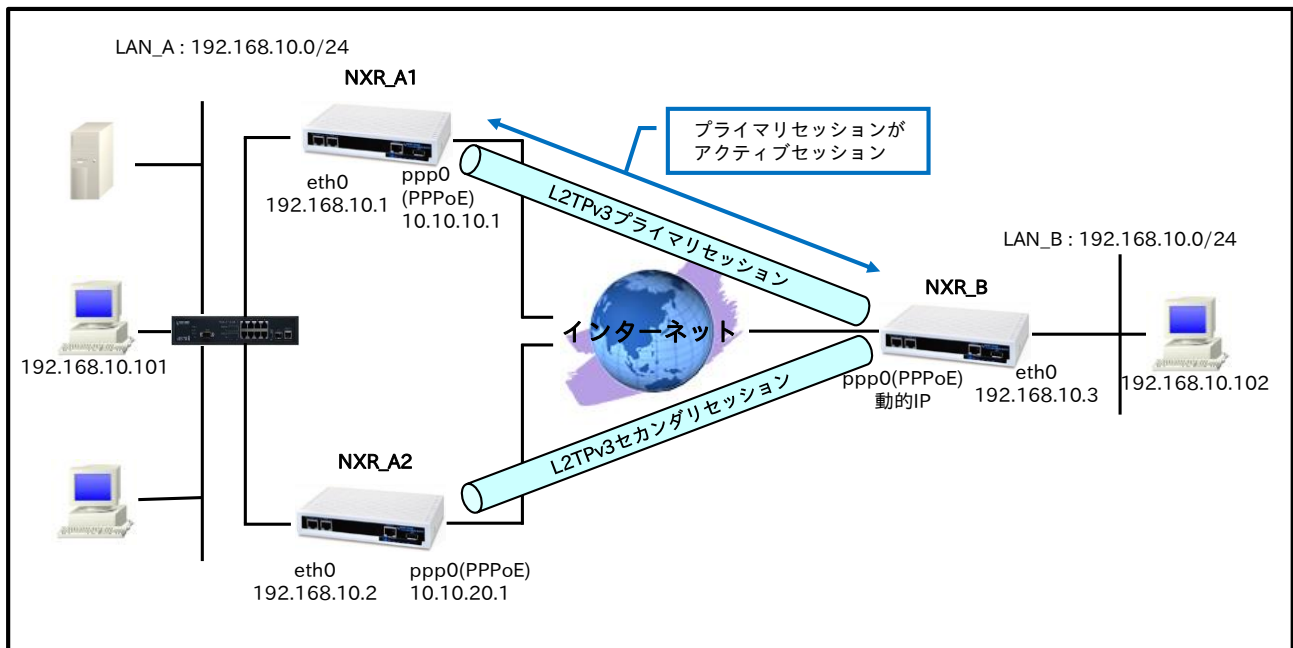 LAN_A : 192.168.10.0/24
NXR_A1
プライマリセッションが
アクティブセッション
eth0
192.168.10.1
ppp0
(PPPoE)
10.10.10.1
L2TPv3プライマリセッション
LAN_B : 192.168.10.0/24
NXR_B
インターネット
192.168.10.101
ppp0(PPPoE)
動的IP
eth0
192.168.10.3
192.168.10.102
L2TPv3セカンダリセッション
NXR_A2
eth0
192.168.10.2
ppp0(PPPoE)
10.10.20.1